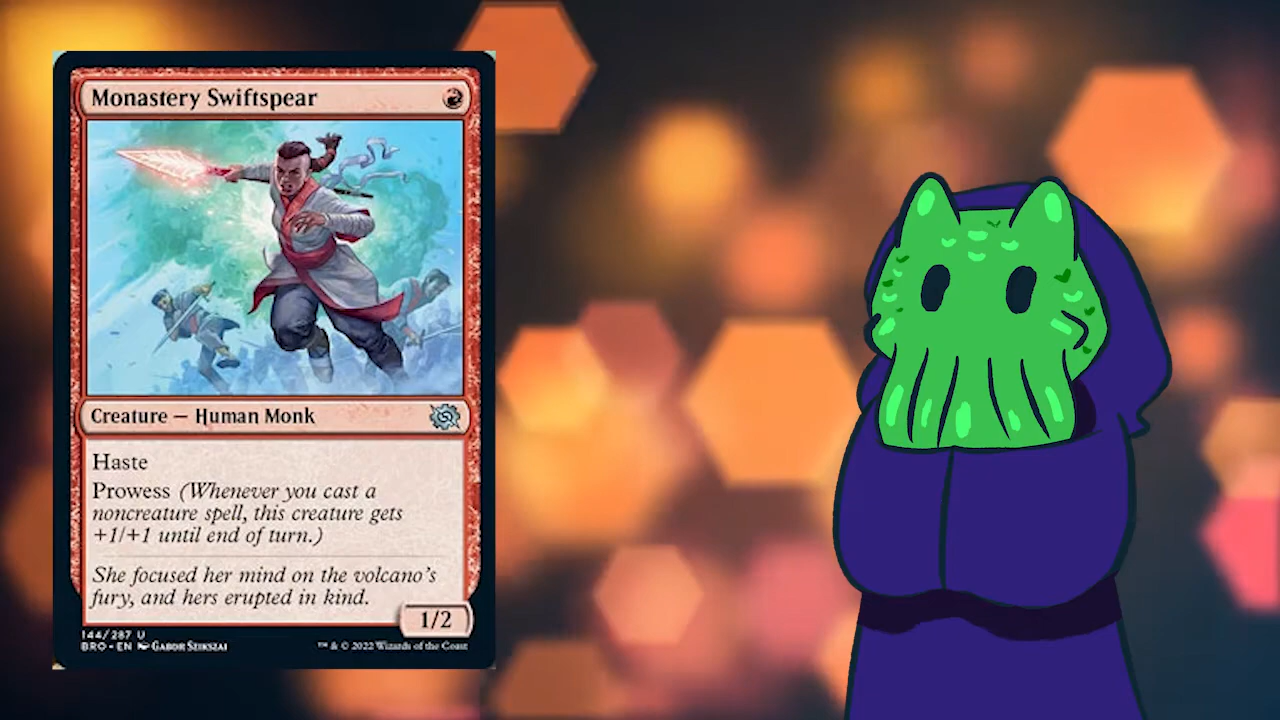 Monastery Swiftspear
Creature — Human Monk
Haste
Prowess (Whenever you cast a
noncreature spell, this creature gets
+1/+1 until end of turn.)
She focused her mind on the volcano's
fury, and hers erupted in kind.
1/2
144/287 U
BRO • EN Gabor Szikszai
™ & © 2022 Wizards of the Coast